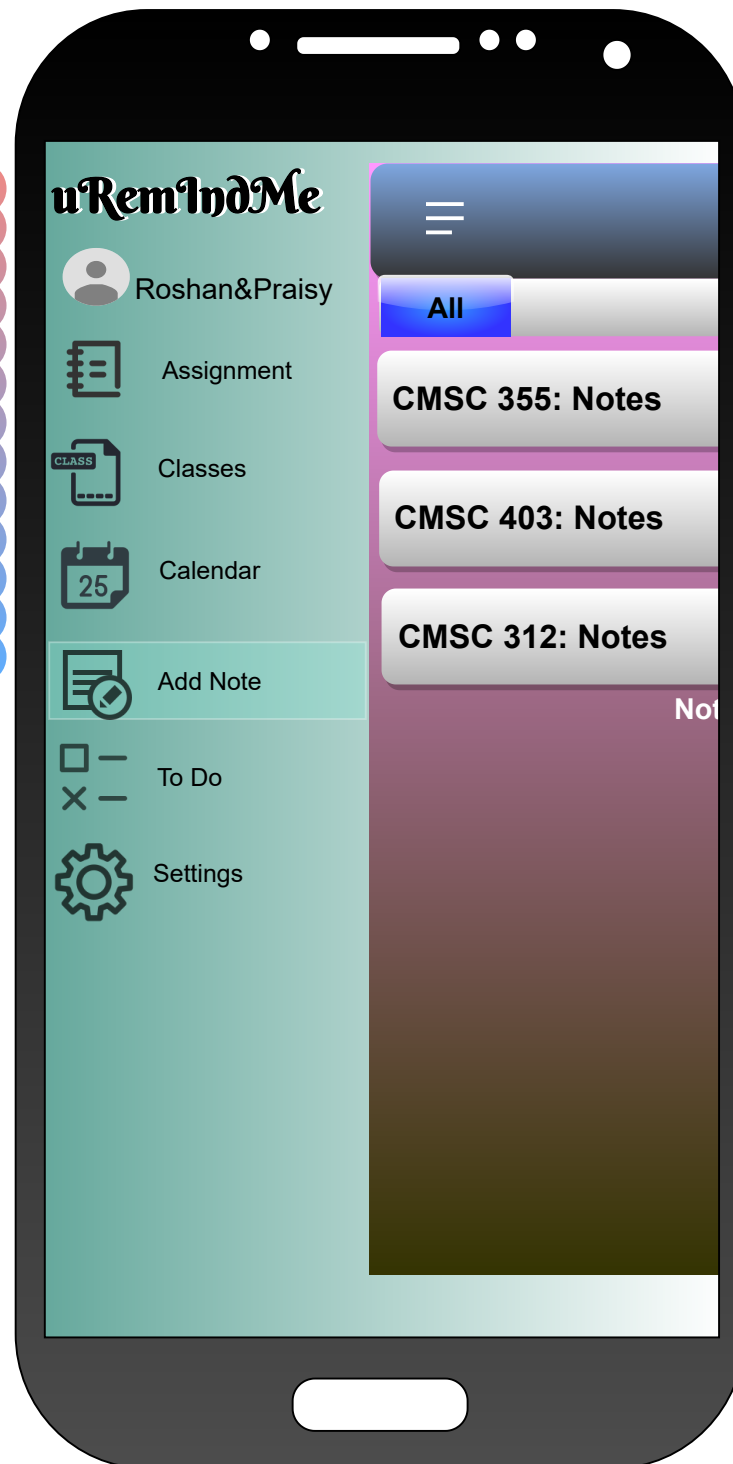 uRemIndMe
Roshan&Praisy
Assignment
CLASS
Classes
25
Calendar
Add Note
To Do
Settings
All
CMSC 355: Notes
CMSC 403: Notes
CMSC 312: Notes